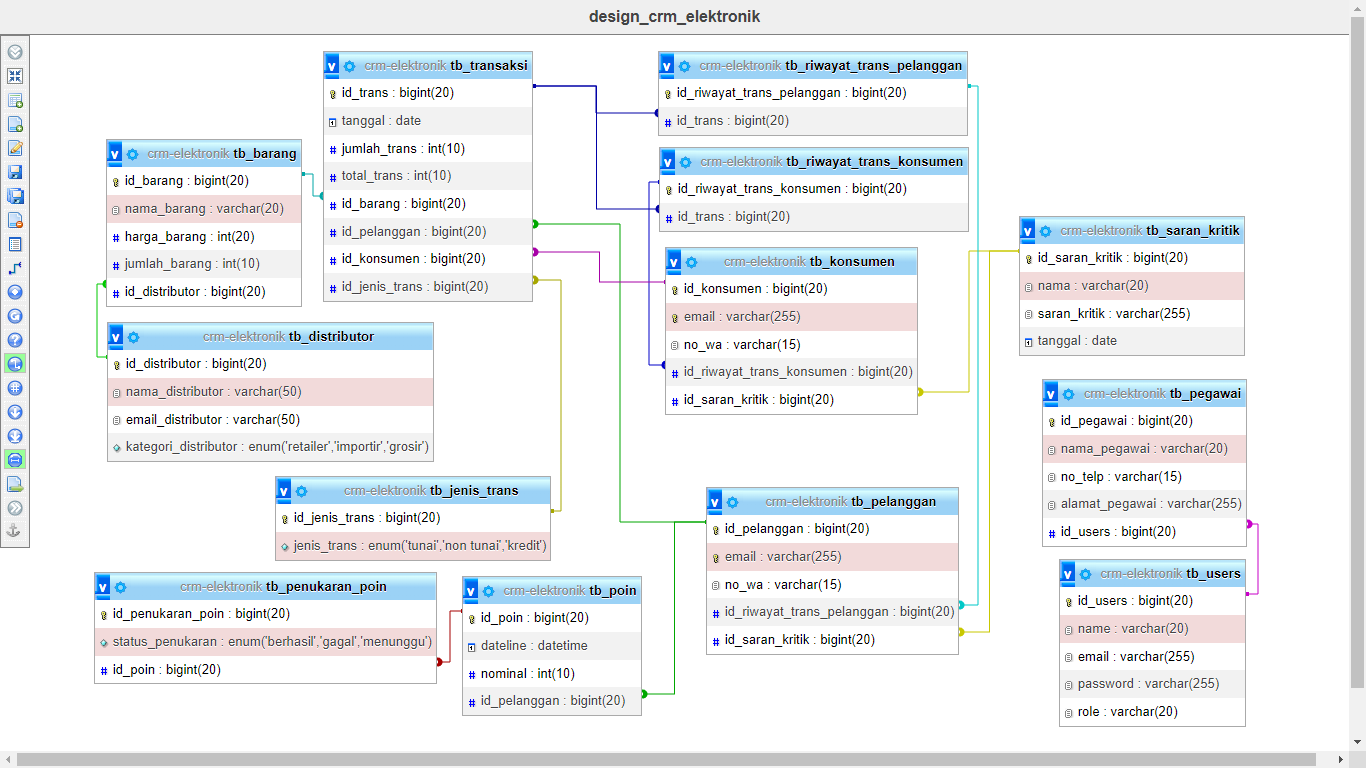 design_crm_elektronik
crm-elektronik tb_transaksi
id_trans : bigint(20)
tanggal : date
jumlah_trans : int(10)
total_trans : int(10)
id_barang : bigint(20)
id_pelanggan : bigint(20)
id_konsumen : bigint(20)
id_jenis_trans : bigint(20)
crm-elektronik tb_riwayat_trans_pelanggan
id_riwayat_trans_pelanggan : bigint(20)
id_trans : bigint(20)
crm-elektronik tb_barang
id_barang : bigint(20)
nama_barang : varchar(20)
harga_barang : int(20)
jumlah_barang : int(10)
id_distributor : bigint(20)
crm-elektronik tb_riwayat_trans_konsumen
id_riwayat_trans_konsumen : bigint(20)
id_trans : bigint(20)
crm-elektronik tb_saran_kritik
id_saran_kritik : bigint(20)
nama : varchar(20)
saran_kritik : varchar(255)
tanggal : date
crm-elektronik tb_konsumen
id_konsumen : bigint(20)
email : varchar(255)
no_wa : varchar(15)
id_riwayat_trans_konsumen : bigint(20)
id_saran_kritik : bigint(20)
crm-elektronik tb_distributor
id_distributor : bigint(20)
nama_distributor : varchar(50)
email_distributor : varchar(50)
kategori_distributor : enum('retailer','importir','grosir')
crm-elektronik tb_pegawai
id_pegawai : bigint(20)
nama_pegawai : varchar(20)
no_telp : varchar(15)
alamat_pegawai : varchar(255)
id_users : bigint(20)
crm-elektronik tb_jenis_trans
id_jenis_trans : bigint(20)
jenis_trans : enum('tunai','non tunai','kredit')
crm-elektronik tb_pelanggan
id_pelanggan : bigint(20)
email : varchar(255)
no_wa : varchar(15)
id_riwayat_trans_pelanggan : bigint(20)
id_saran_kritik : bigint(20)
crm-elektronik tb_users
id_users : bigint(20)
name : varchar(20)
email : varchar(255)
password : varchar(255)
role : varchar(20)
crm-elektronik tb_penukaran_poin
id_penukaran_poin : bigint(20)
status_penukaran : enum('berhasil','gagal','menunggu')
id_poin : bigint(20)
crm-elektronik tb_poin
id_poin : bigint(20)
dateline : datetime
nominal : int(10)
id_pelanggan : bigint(20)